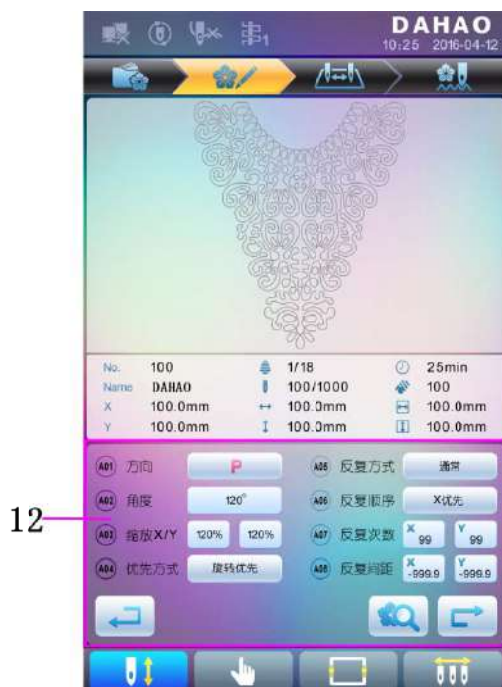 DAHAO
10:25 2016-04-12
1
No. 100 1/18 25min
Name DAHAO 100/1000 100
X 100.0mm 100.0mm 100.0mm
Y 100.0mm 100.0mm 100.0mm
A01 方向 P A05 反复方式 通常
A02 角度 120° A06 反复顺序 X优先
12
A03 缩放X/Y 120% 120% A07 反复次数 X 99 Y 99
A04 优先方式 旋转优先 A08 反复间距 X -999.9 Y -999.9